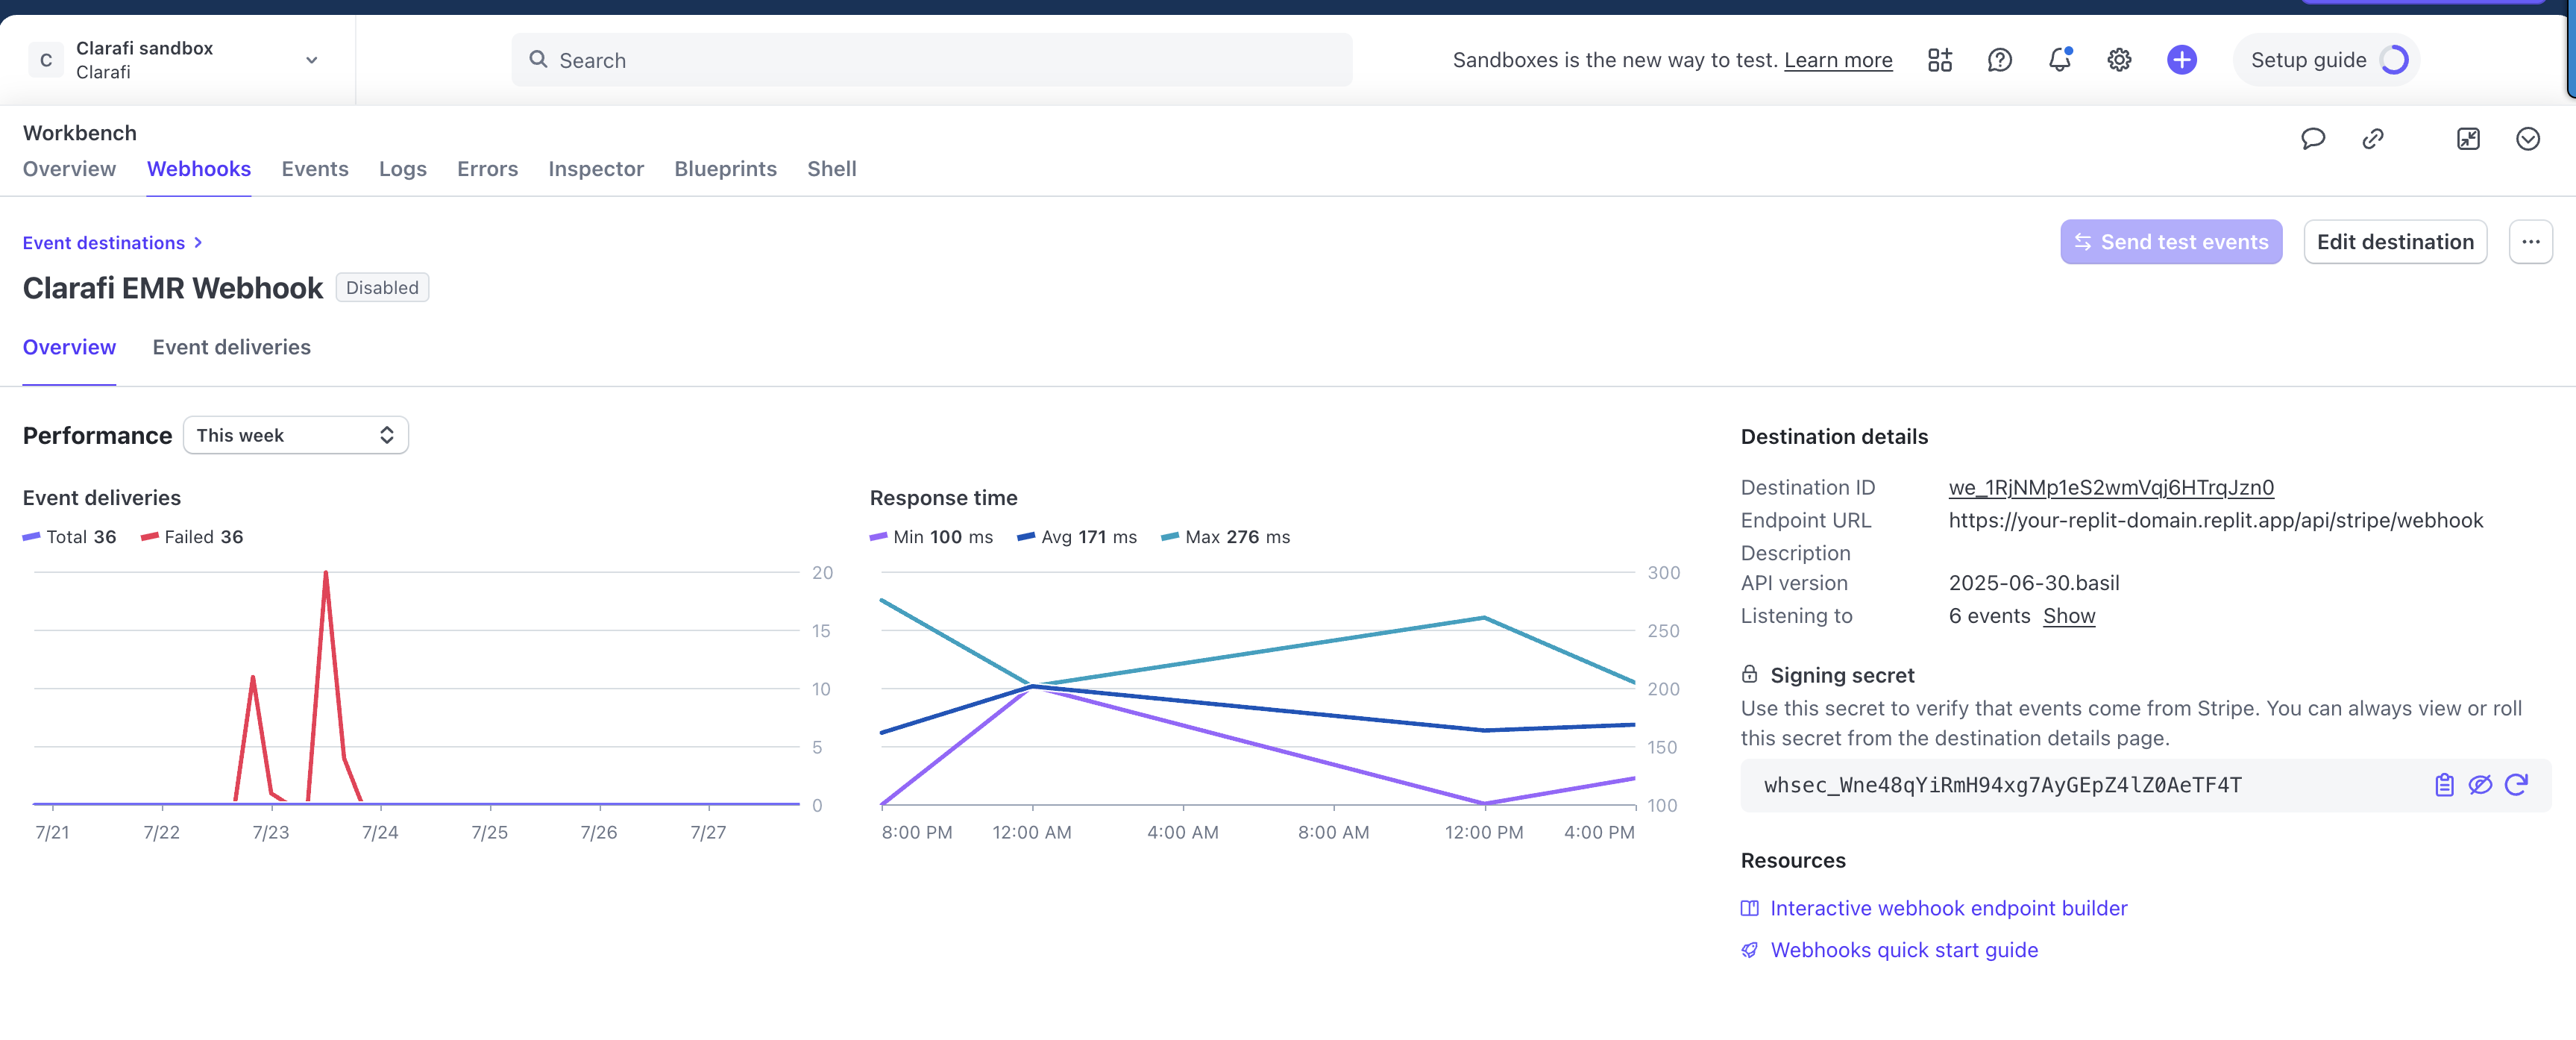 C
Clarafi sandbox
Clarafi
Search
Sandboxes is the new way to test. Learn more
Setup guide
Workbench
Overview Webhooks Events Logs Errors Inspector Blueprints Shell
Event destinations
Send test events
Edit destination
Clarafi EMR Webhook Disabled
Overview Event deliveries
Performance This week
Event deliveries
Total 36 Failed 36
20
15
10
5
0
7/21 7/22 7/23 7/24 7/25 7/26 7/27
Response time
Min 100 ms Avg 171 ms Max 276 ms
300
250
200
150
100
8:00 PM 12:00 AM 4:00 AM 8:00 AM 12:00 PM 4:00 PM
Destination details
Destination ID we_1RjNMp1eS2wmVqj6HTrqJzn0
Endpoint URL https://your-replit-domain.replit.app/api/stripe/webhook
Description
API version 2025-06-30.basil
Listening to 6 events Show
Signing secret
Use this secret to verify that events come from Stripe. You can always view or roll
this secret from the destination details page.
whsec_Wne48qYiRmH94xg7AyGEpZ4lZ0AeTF4T
Resources
Interactive webhook endpoint builder
Webhooks quick start guide